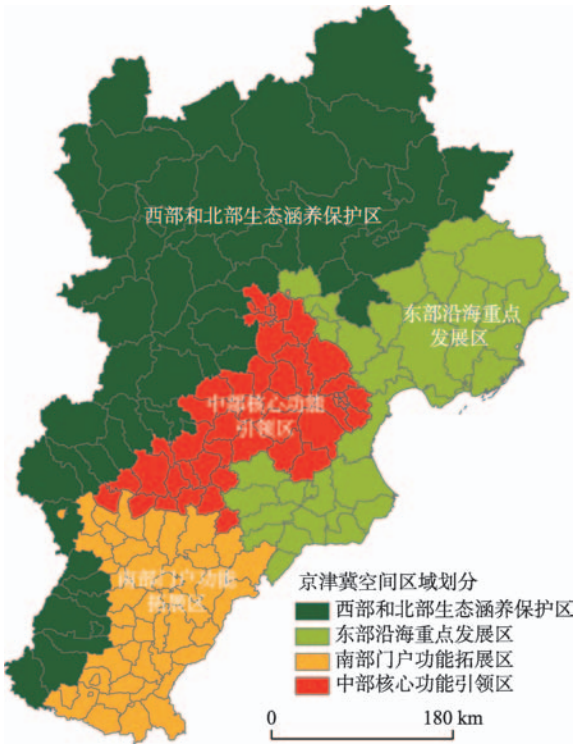 西部和北部生态涵养保护区
东部沿海重点
发展区
中部核心功能
引领区
南部门户功能
拓展区
京津冀空间区域划分
西部和北部生态涵养保护区
东部沿海重点发展区
南部门户功能拓展区
中部核心功能引领区
0 180 km